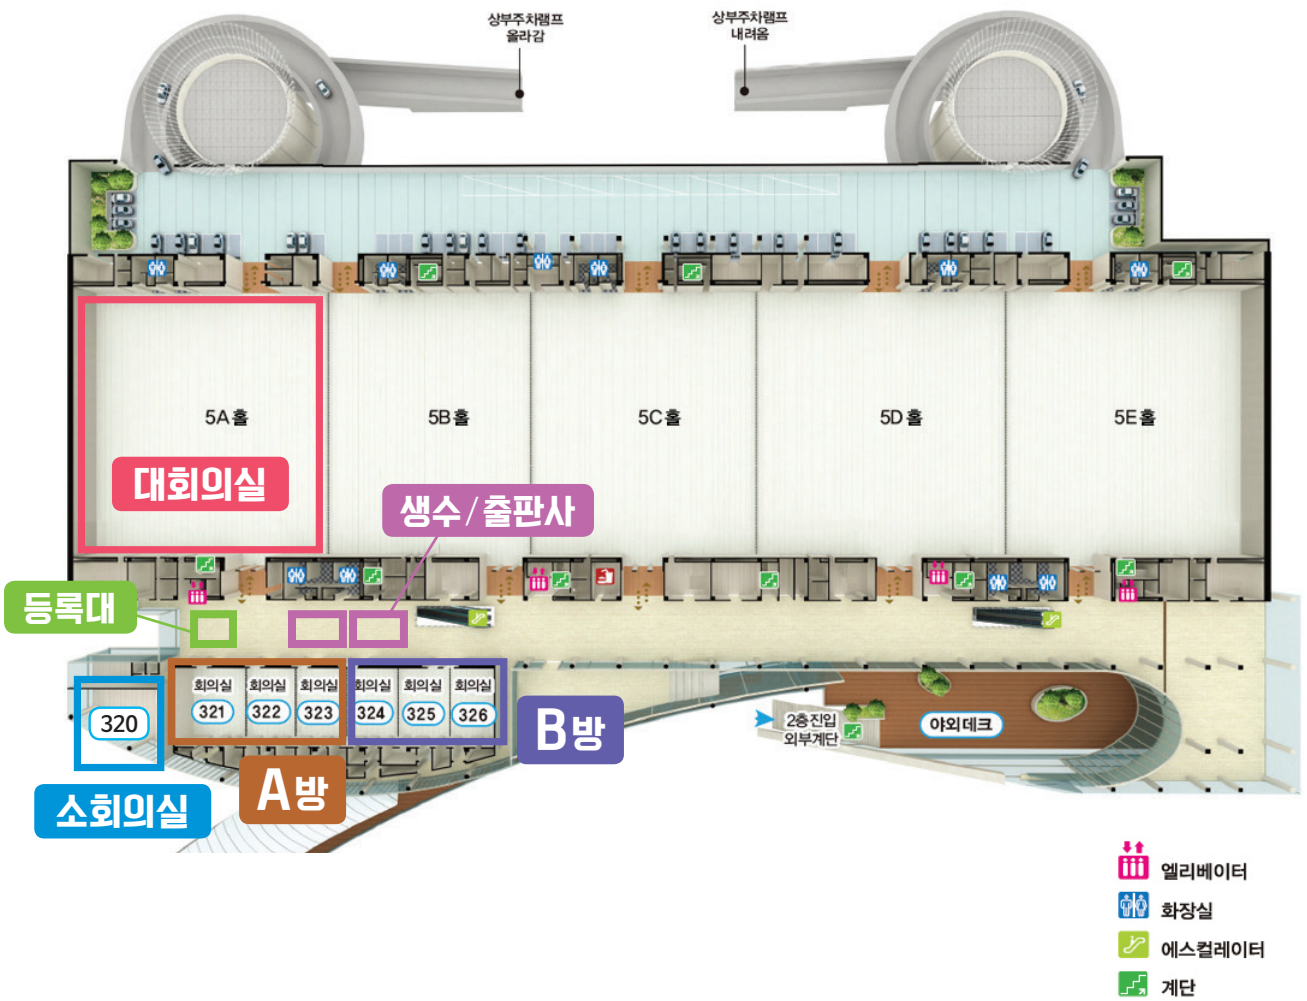 상부주차램프
올라감
상부주차램프
내려옴
5A홀
5B홀
5C홀
5D홀
5E홀
대회의실
생수/출판사
등록대
회의실
321
회의실
322
회의실
323
회의실
324
회의실
325
회의실
326
320
B방
2층진입
외부계단
야외데크
A방
소회의실
엘리베이터
화장실
에스컬레이터
계단